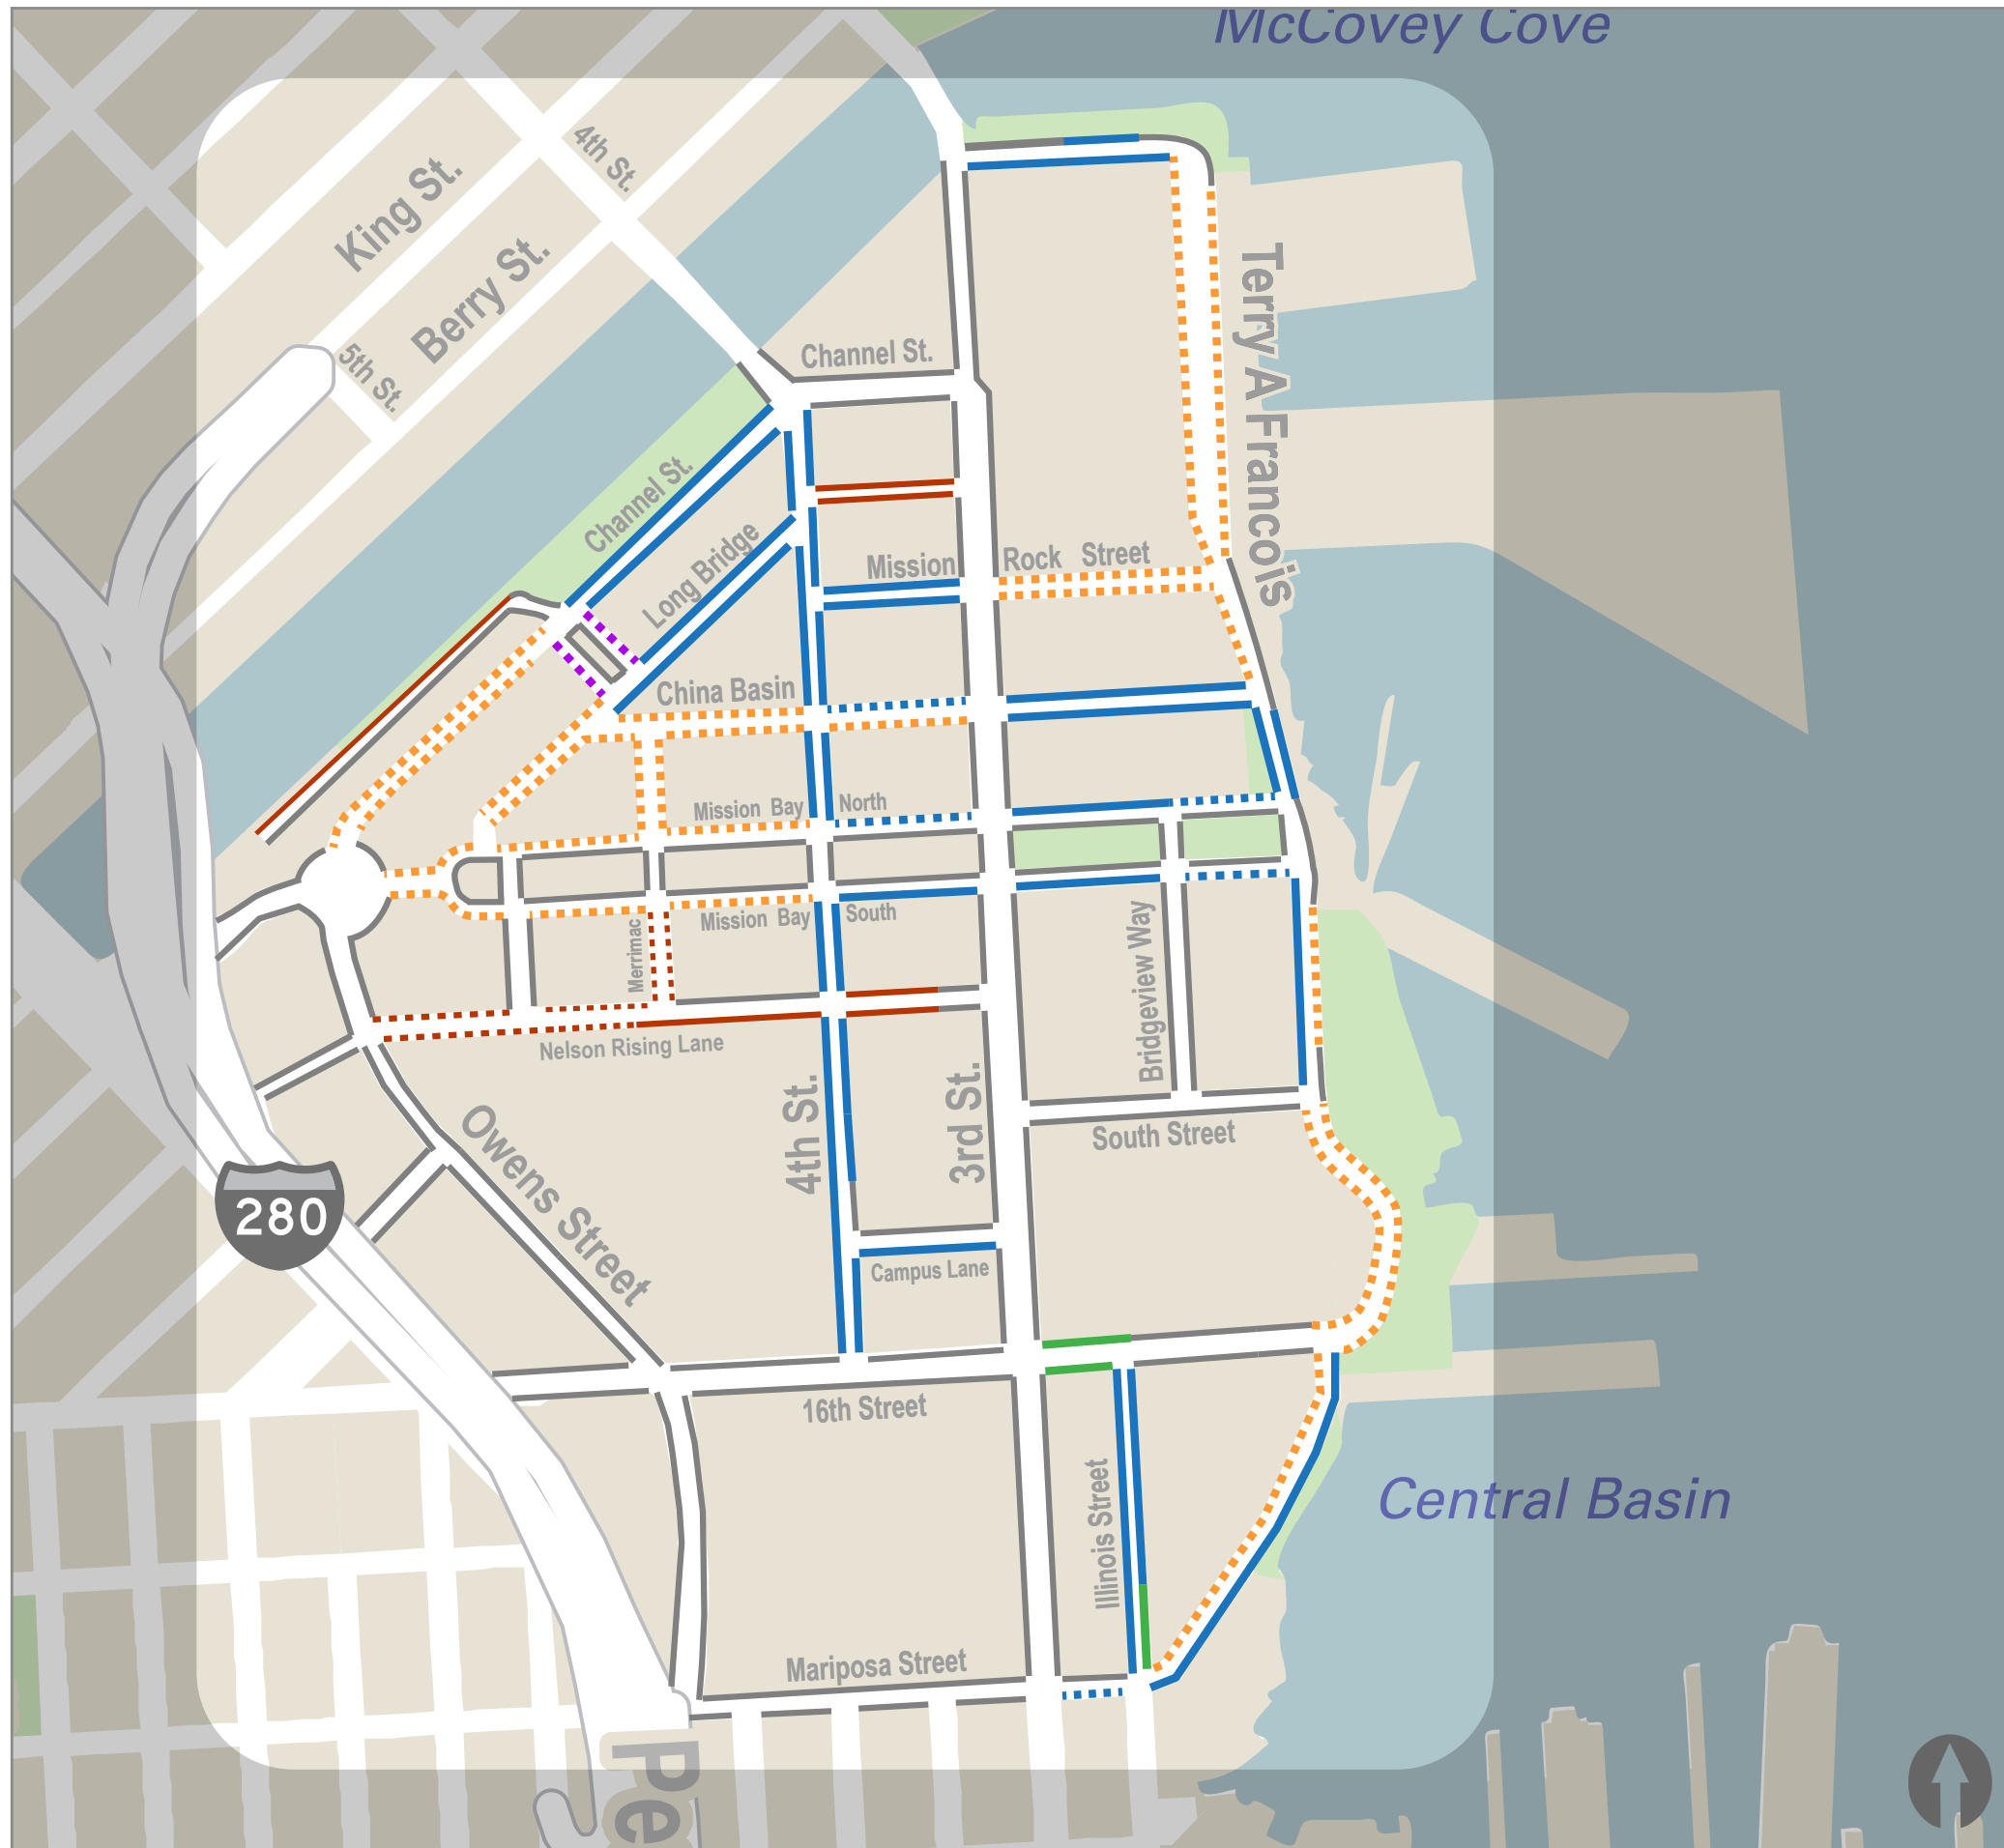 McCovey Cove
4th St.
King St.
Berry St.
5th St.
Terry A Francois
Channel St.
Channel St.
Long Bridge
Mission Rock Street
China Basin
Mission Bay North
Mission Bay South
Merrimac
Bridgeview Way
Nelson Rising Lane
4th St.
3rd St.
South Street
Owens Street
280
Campus Lane
16th Street
Illinois Street
Central Basin
Mariposa Street
Pe